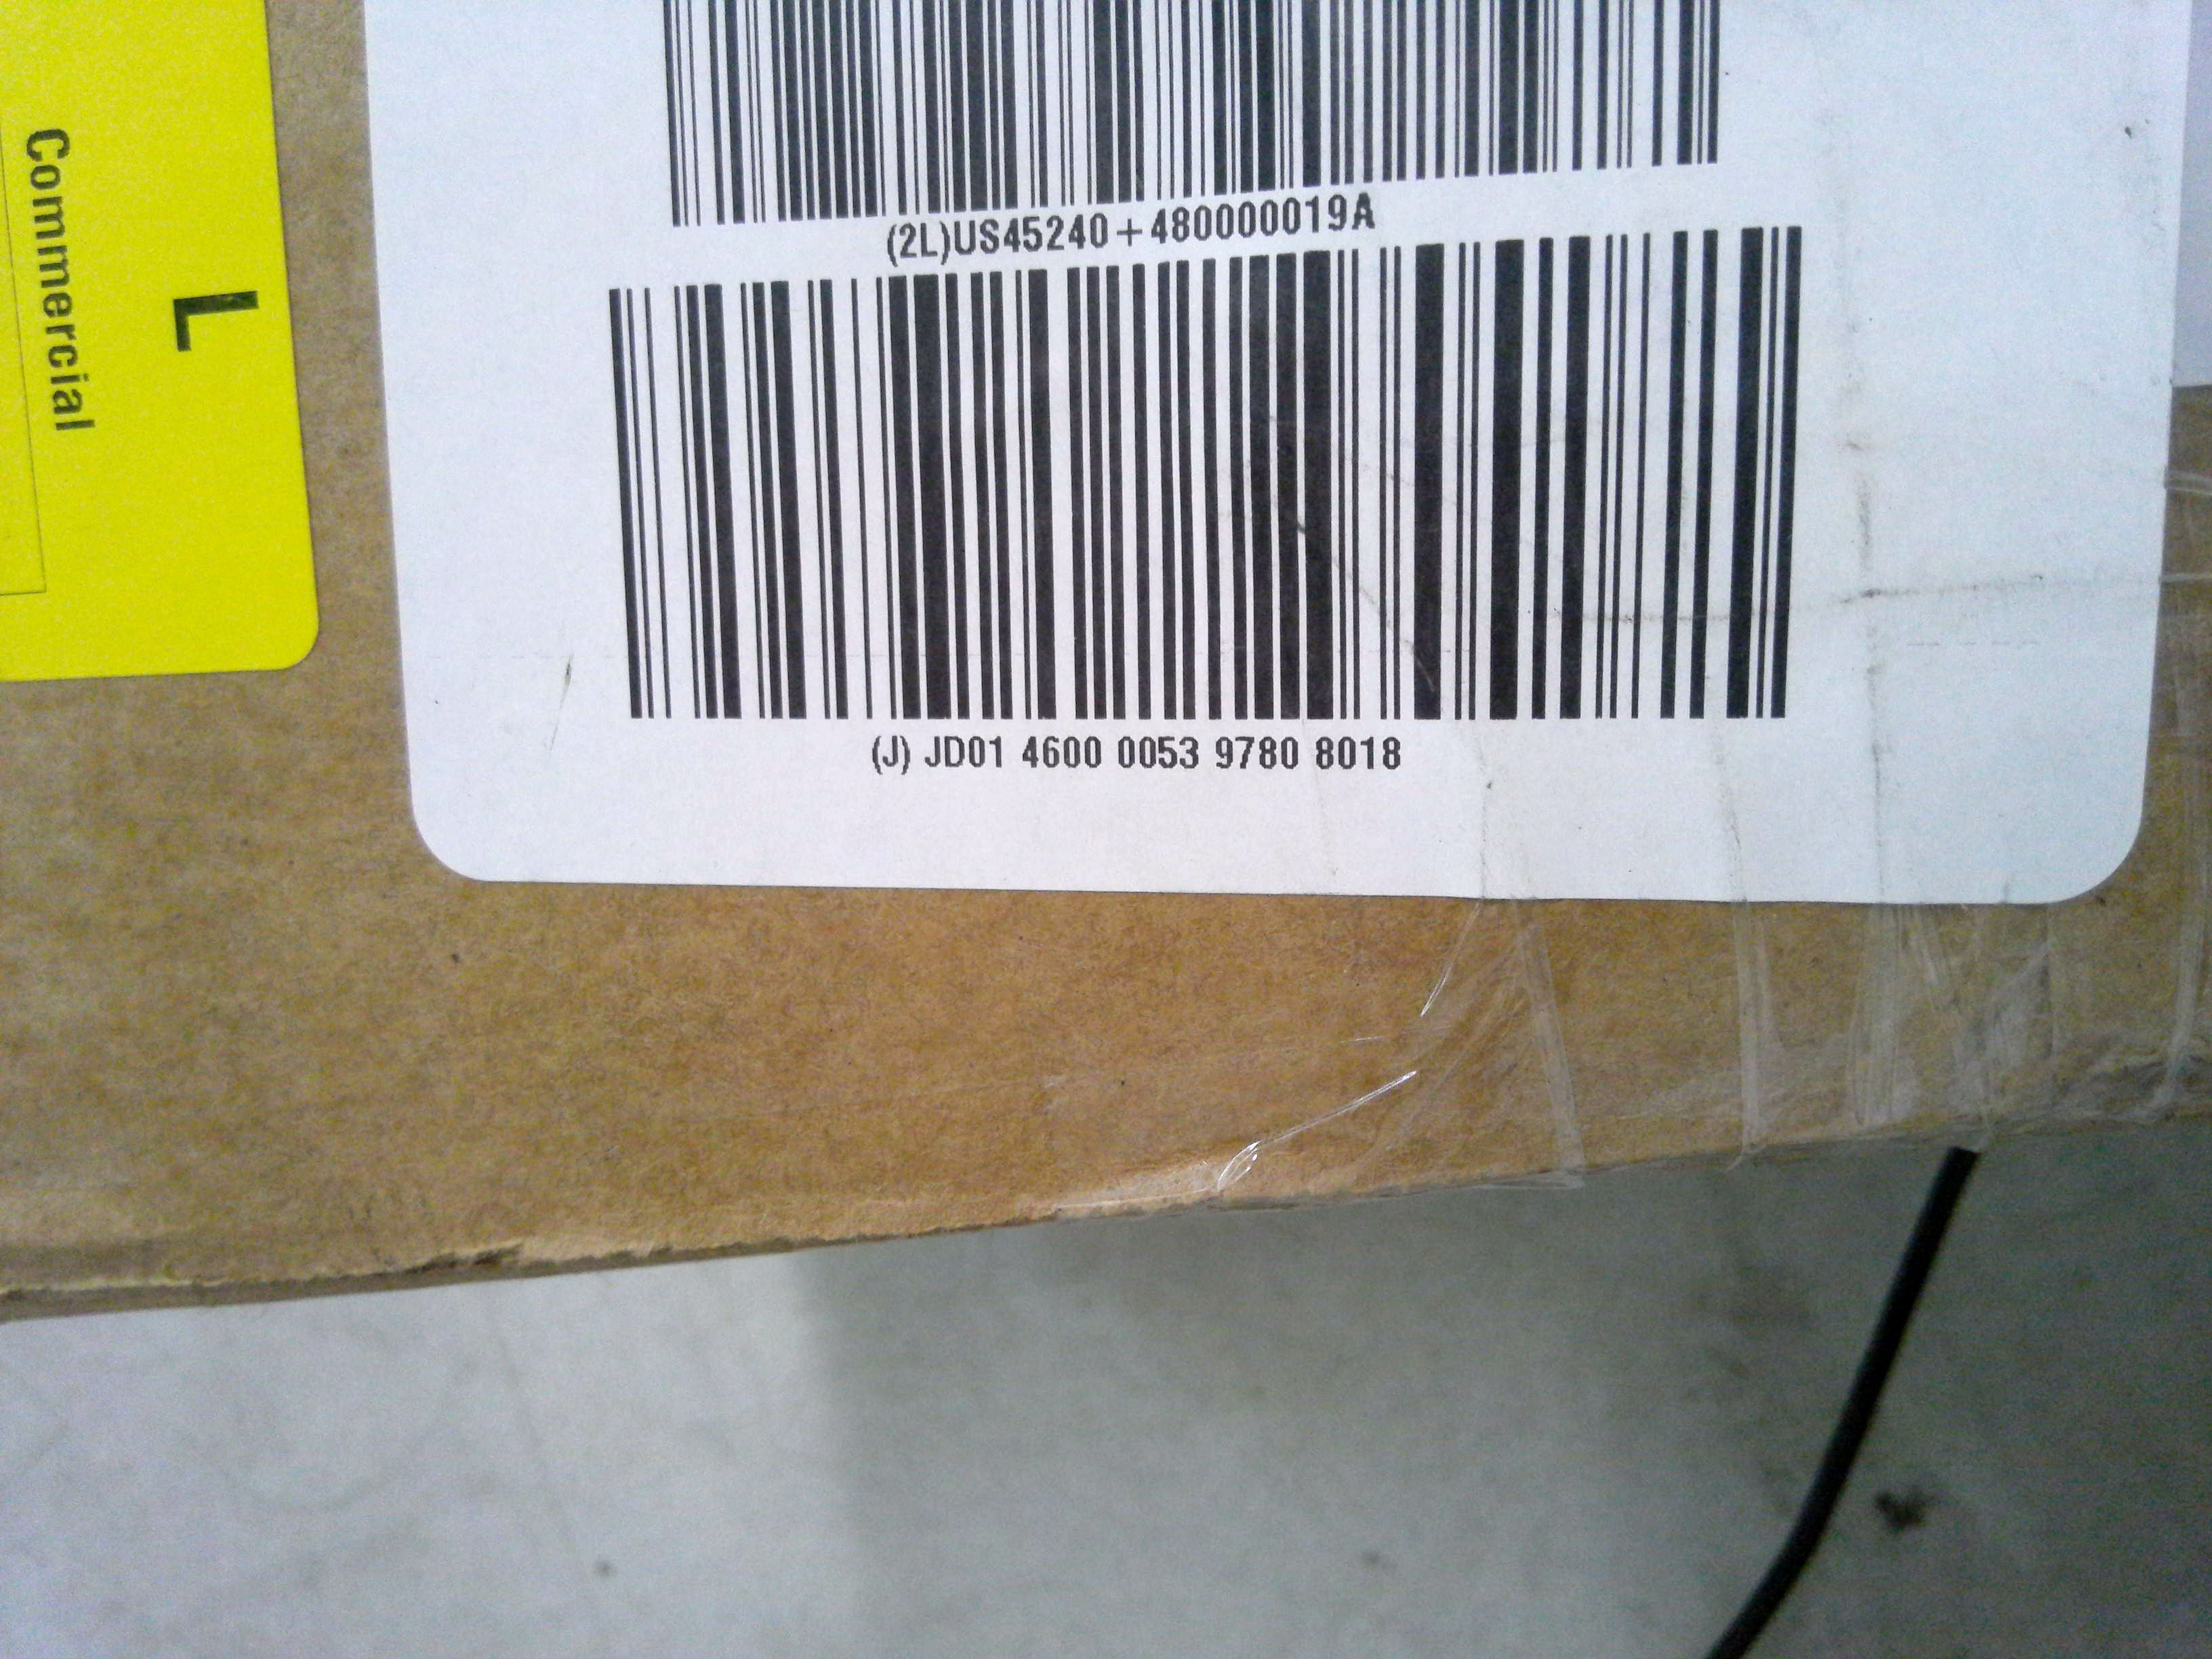 Commercial
L
(2L)US45240+480000019A
(J) JD01 4600 0053 9780 8018